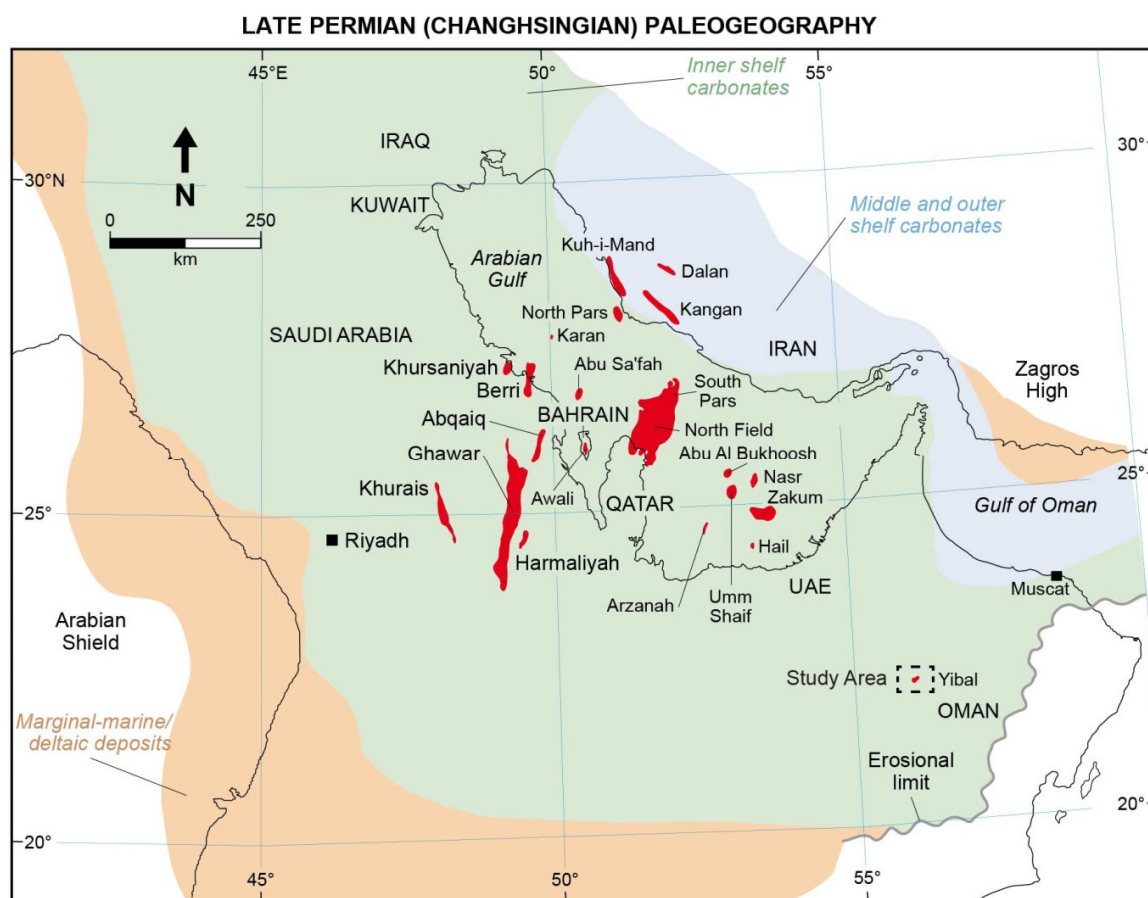 LATE PERMIAN (CHANGHSINGIAN) PALEOGEOGRAPHY
45°E
50°
55°
Inner shelf
carbonates
IRAQ
30°N
30°
N
KUWAIT
0
250
km
Middle and outer
shelf carbonates
Kuh-i-Mand
Arabian
Gulf
Dalan
North Pars
Kangan
Karan
SAUDI ARABIA
IRAN
Khursaniyah
Abu Sa'fah
Zagros
High
Berri
South
Pars
BAHRAIN
Abqaiq
North Field
Ghawar
Abu Al Bukhoosh
25°
Khurais
Nasr
Awali
QATAR
Zakum
Gulf of Oman
25°
Riyadh
Harmaliyah
Hail
UAE
Muscat
Arzanah
Umm
Shaif
Arabian
Shield
Study Area
Yibal
OMAN
Marginal-marine/
deltaic deposits
Erosional
limit
20°
20°
45°
50°
55°